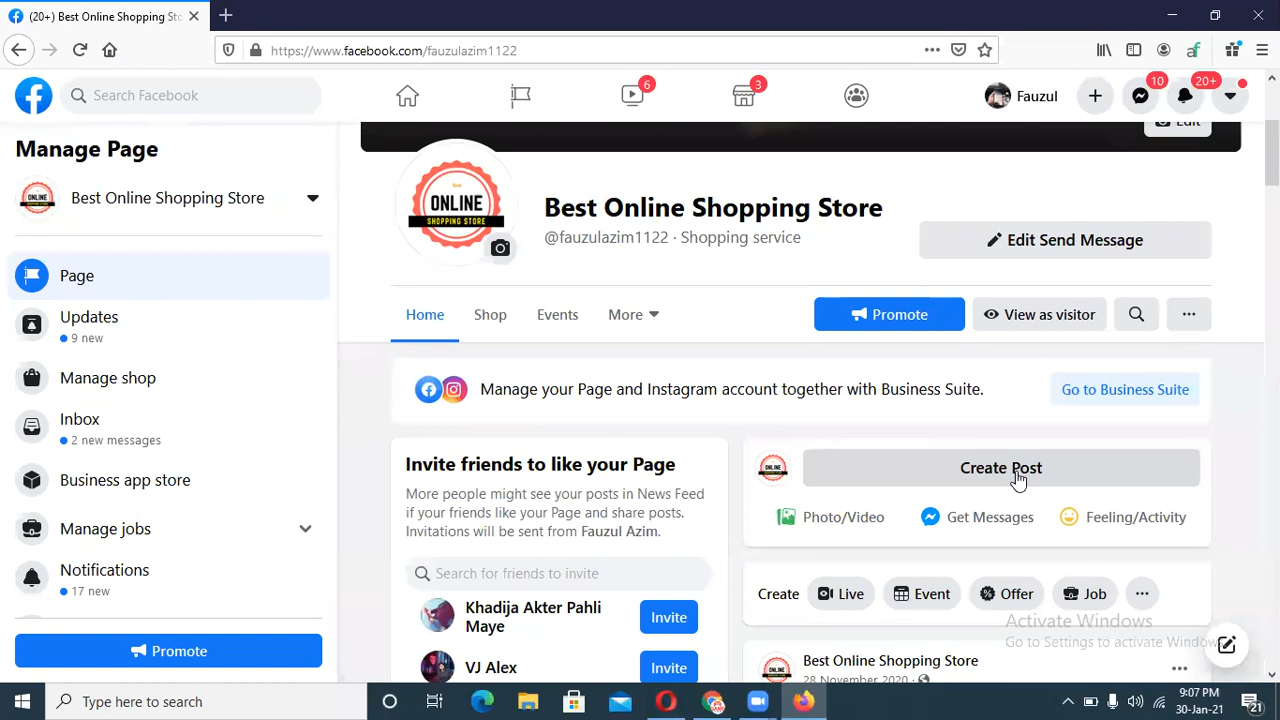 (20+) Best Online Shopping Sto
https://www.facebook.com/fauzulazim1122
Search Facebook
6
3
Fauzul
10
20+
Manage Page
Best Online Shopping Store
Page
Updates
9 new
Manage shop
Inbox
2 new messages
Business app store
Manage jobs
Notifications
17 new
Promote
Edit
ONLINE
SHOPPING STORE
Best Online Shopping Store
@fauzulazim1122 · Shopping service
Edit Send Message
Home Shop Events More
Promote
View as visitor
Manage your Page and Instagram account together with Business Suite.
Go to Business Suite
Invite friends to like your Page
More people might see your posts in News Feed
if your friends like your Page and share posts.
Invitations will be sent from Fauzul Azim.
Search for friends to invite
Khadija Akter Pahli
Maye
Invite
VJ Alex
Invite
Create Post
Photo/Video
Get Messages
Feeling/Activity
Create Live Event Offer Job
Best Online Shopping Store
28 November 2020
Activate Windows
Go to Settings to activate Windows
Type here to search
9:07 PM
30-Jan-21
21